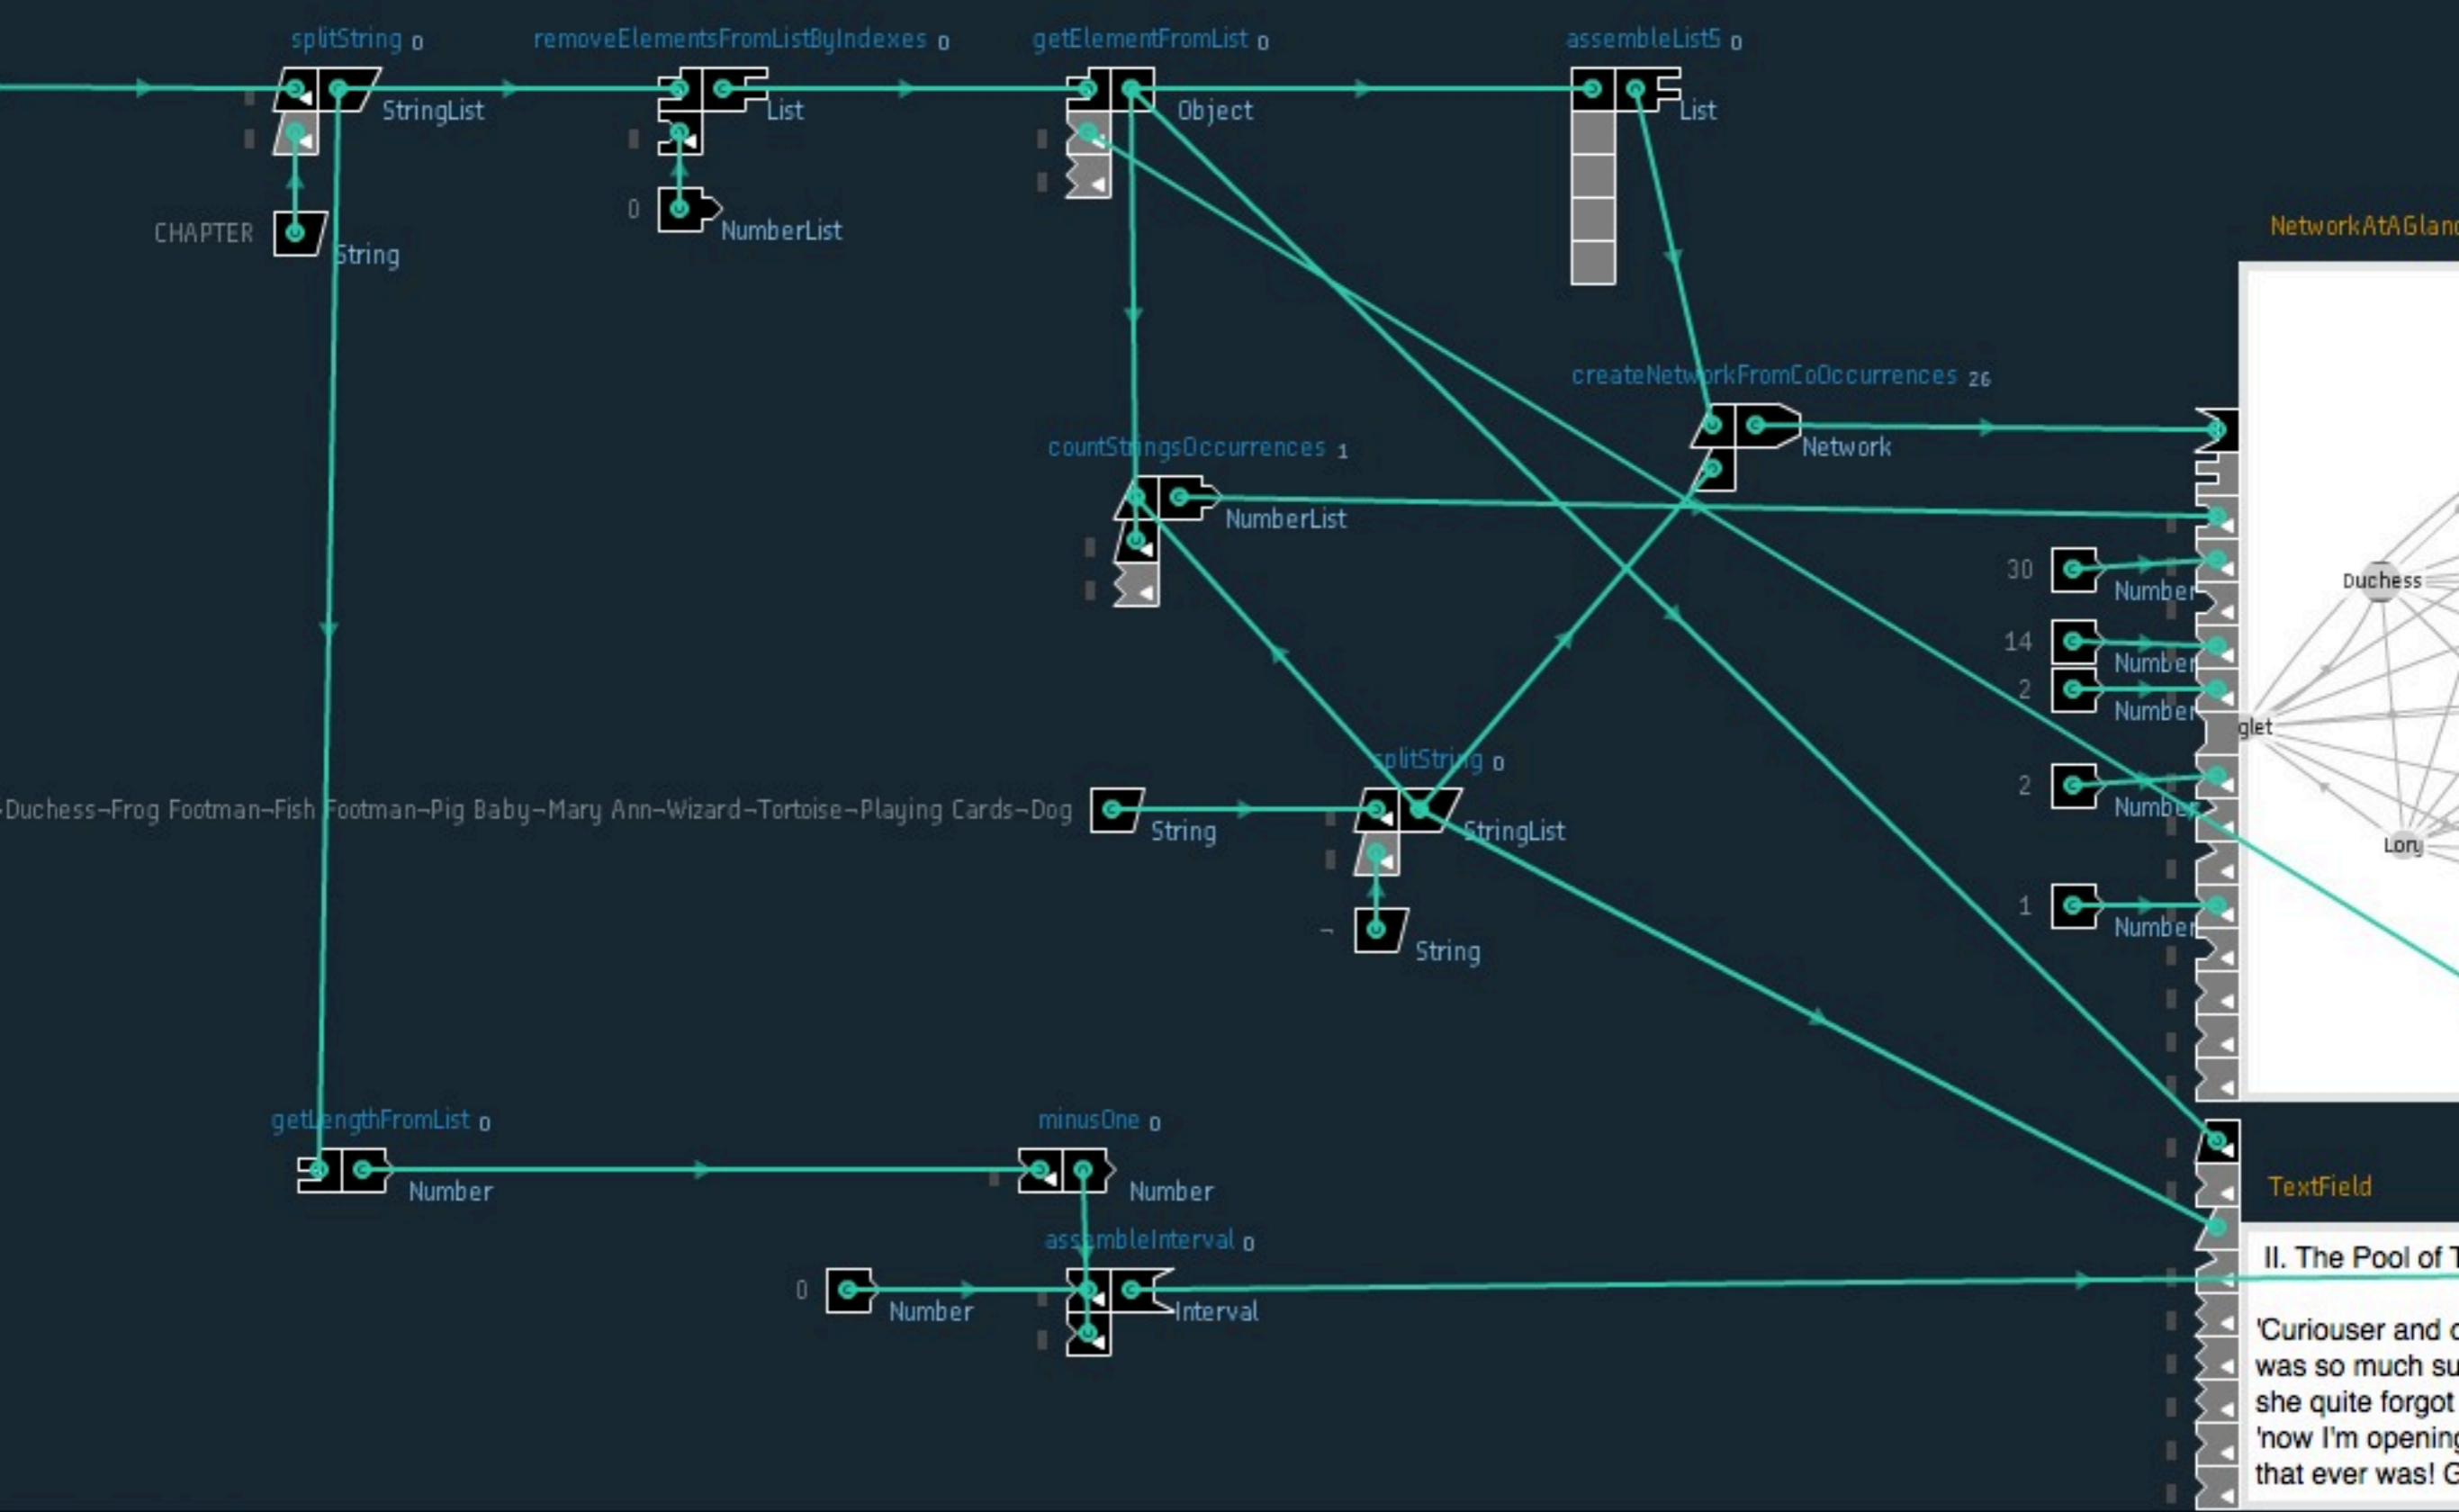 splitString 0
removeElementsFromListByIndexes 0
getElementFromList 0
assembleList5 0
StringList
List
Object
List
CHAPTER
String
0
NumberList
NetworkAtAGlanc
createNetworkFromCoOccurrences 26
Network
countStringsOccurrences 1
NumberList
30
Number
14
Number
2
Number
Duchess
glet
Lory
splitString 0
Duchess¬Frog Footman¬Fish Footman¬Pig Baby¬Mary Ann¬Wizard¬Tortoise¬Playing Cards¬Dog
String
StringList
2
Number
¬
String
1
Number
getLengthFromList 0
Number
minusOne 0
Number
assembleInterval 0
0
Number
Interval
TextField
II. The Pool of T
'Curiouser and c
was so much su
she quite forgot
'now I'm opening
that ever was! G